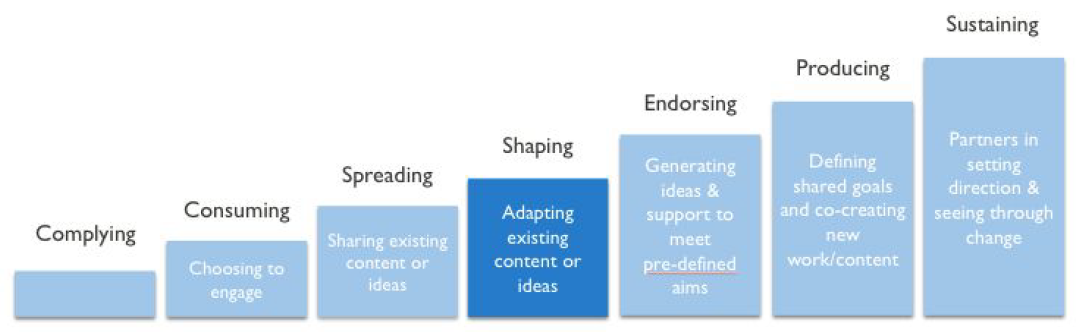 Complying
Consuming
Choosing to
engage
Spreading
Sharing existing
content or
ideas
Shaping
Adapting
existing
content or
ideas
Endorsing
Generating
ideas &
support to
meet
pre-defined
aims
Producing
Defining
shared goals
and co-creating
new
work/content
Sustaining
Partners in
setting
direction &
seeing through
change